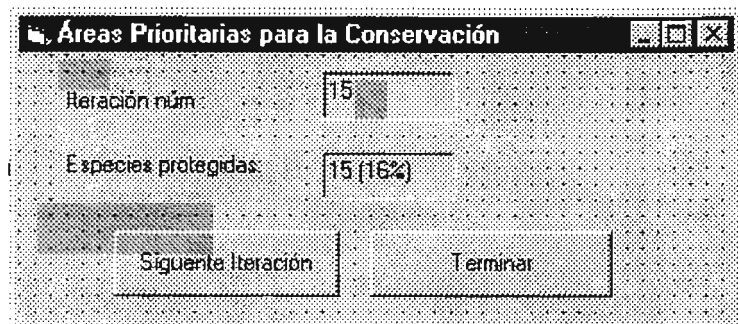 Áreas Prioritarias para la Conservación
Iteración núm.: 15
Especies protegidas: 15 (16%)
Siguiente Iteración Terminar